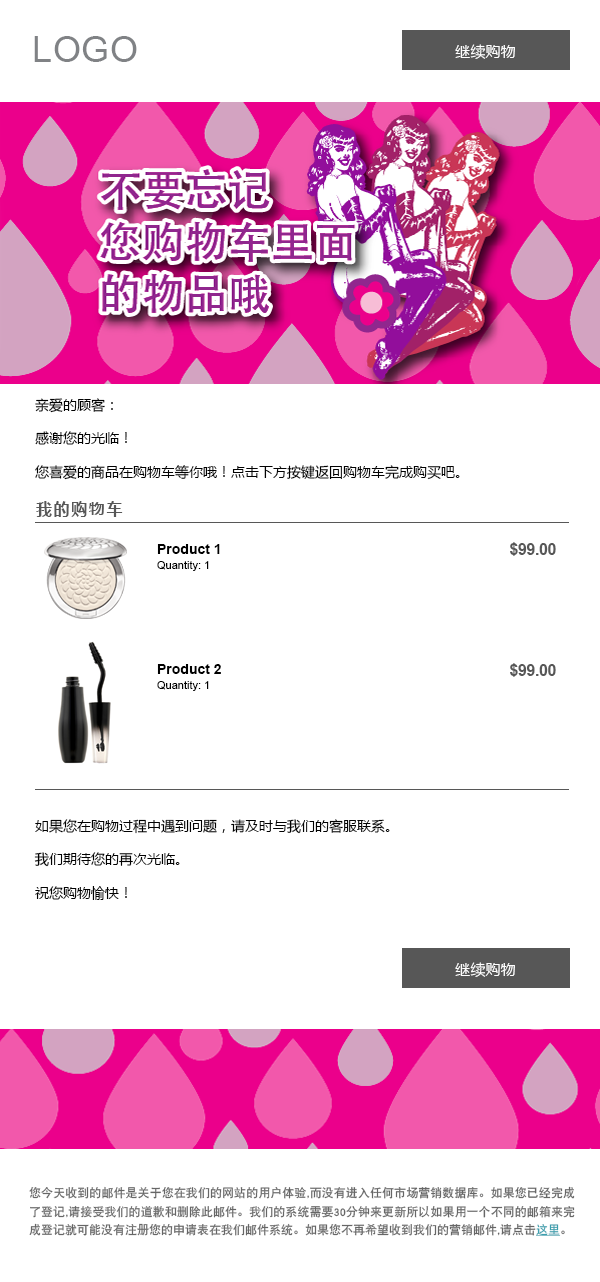 LOGO
继续购物
不要忘记
您购物车里面
的物品哦
亲爱的顾客：
感谢您的光临！
您喜爱的商品在购物车等你哦！点击下方按键返回购物车完成购买吧。
我的购物车
Product 1 $99.00
Quantity: 1
Product 2 $99.00
Quantity: 1
如果您在购物过程中遇到问题，请及时与我们的客服联系。
我们期待您的再次光临。
祝您购物愉快！
继续购物
您今天收到的邮件是关于您在我们的网站的用户体验,而没有进入任何市场营销数据库。如果您已经完成
了登记,请接受我们的道歉和删除此邮件。我们的系统需要30分钟来更新所以如果用一个不同的邮箱来完
成登记就可能没有注册您的申请表在我们邮件系统。如果您不再希望收到我们的营销邮件,请点击这里。